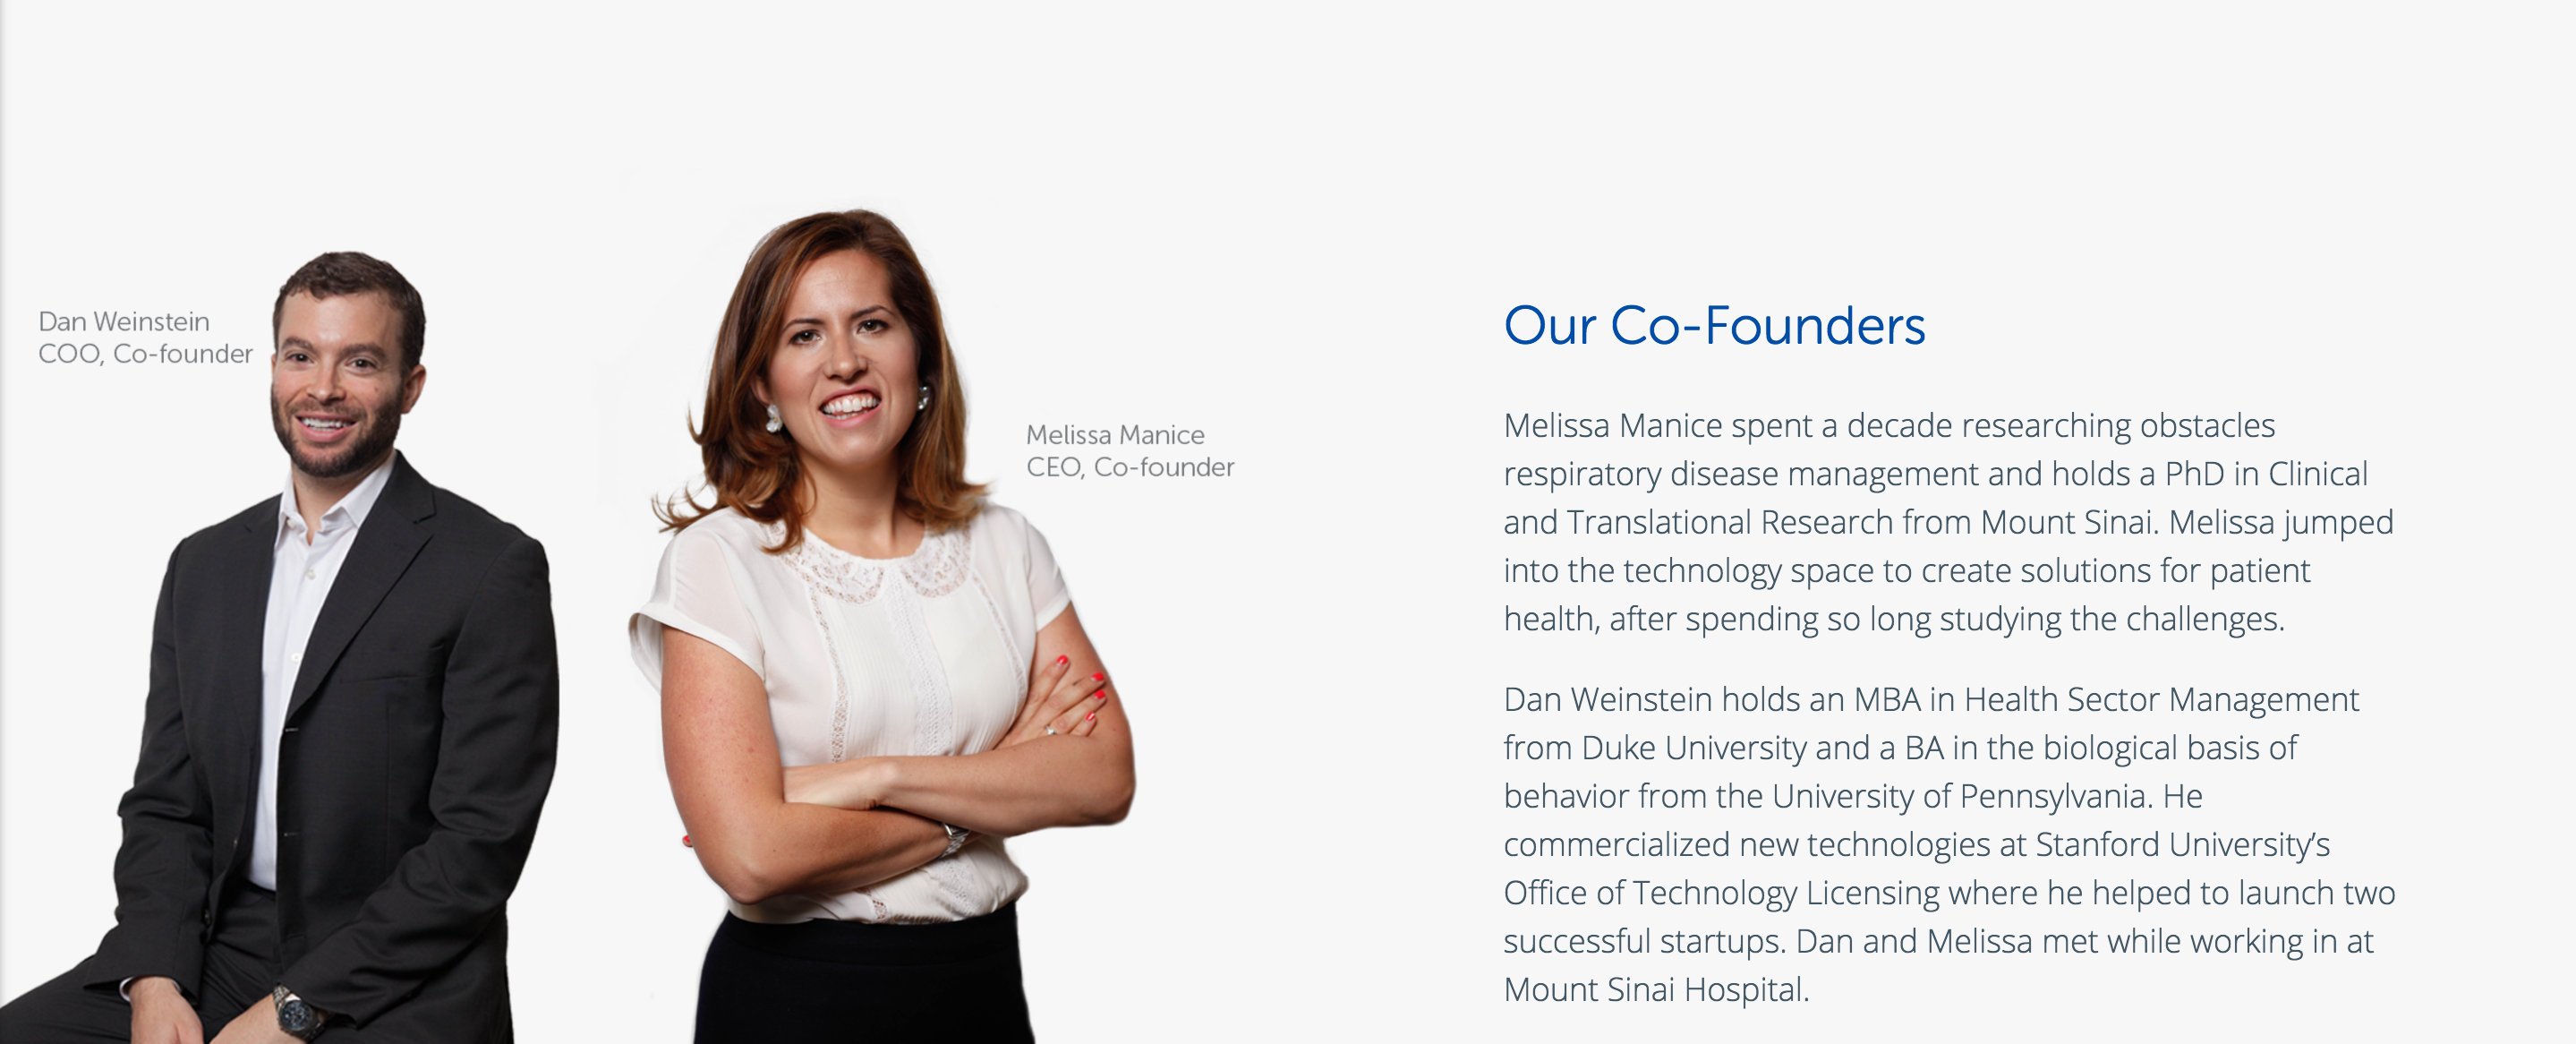 Dan Weinstein
COO, Co-founder
Melissa Manice
CEO, Co-founder
Our Co-Founders
Melissa Manice spent a decade researching obstacles
respiratory disease management and holds a PhD in Clinical
and Translational Research from Mount Sinai. Melissa jumped
into the technology space to create solutions for patient
health, after spending so long studying the challenges.
Dan Weinstein holds an MBA in Health Sector Management
from Duke University and a BA in the biological basis of
behavior from the University of Pennsylvania. He
commercialized new technologies at Stanford University’s
Office of Technology Licensing where he helped to launch two
successful startups. Dan and Melissa met while working in at
Mount Sinai Hospital.